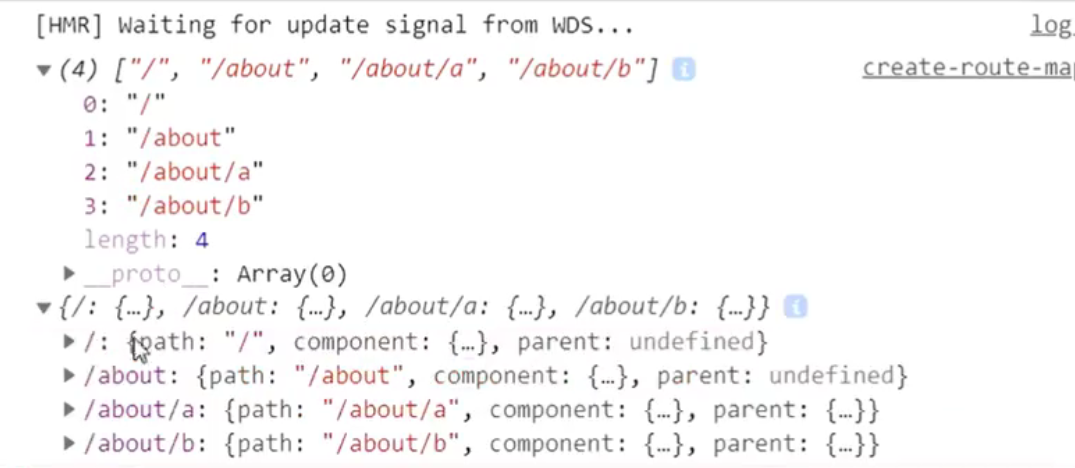 [HMR] Waiting for update signal from WDS... log
(4) ["/", "/about", "/about/a", "/about/b"] i create-route-ma
0: "/"
1: "/about"
2: "/about/a"
3: "/about/b"
length: 4
__proto__: Array(0)
{/: {…}, /about: {…}, /about/a: {…}, /about/b: {…}} i
/: {path: "/", component: {…}, parent: undefined}
/about: {path: "/about", component: {…}, parent: undefined}
/about/a: {path: "/about/a", component: {…}, parent: {…}}
/about/b: {path: "/about/b", component: {…}, parent: {…}}